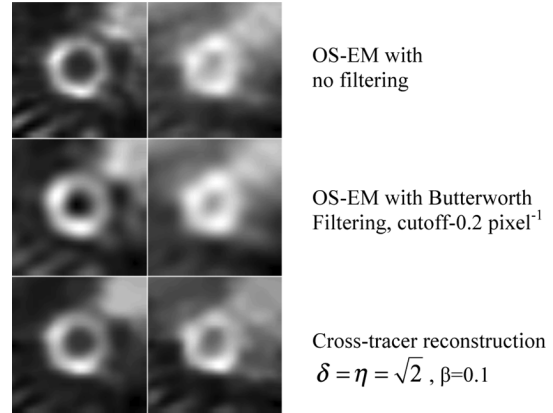 OS-EM with
no filtering
OS-EM with Butterworth
Filtering, cutoff-0.2 pixel⁻¹
Cross-tracer reconstruction
δ = η = √2 , β=0.1